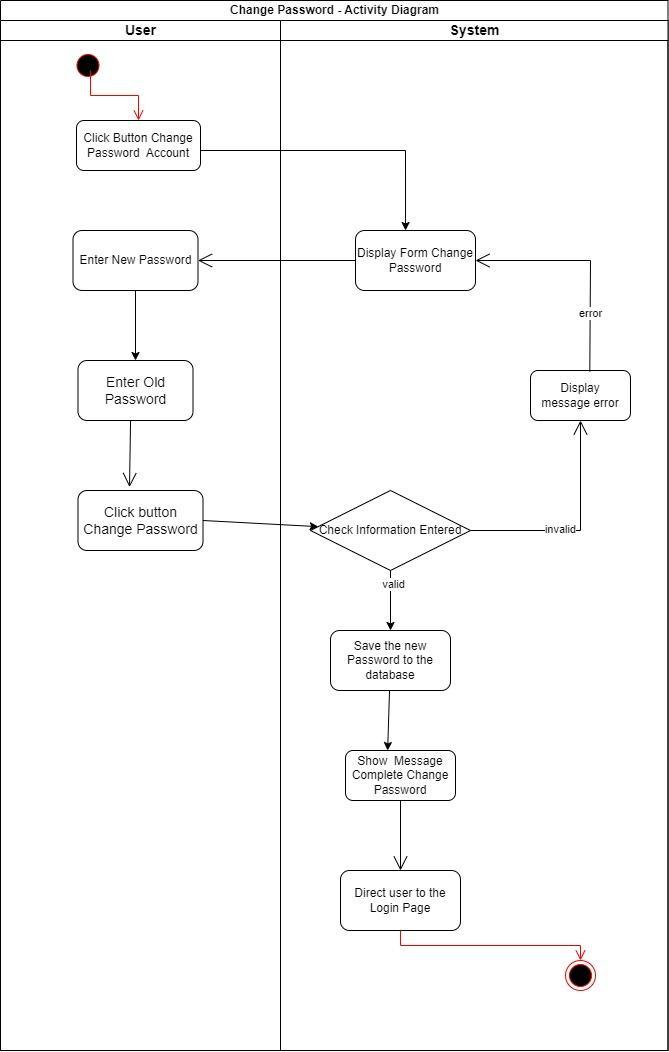 Change Password - Activity Diagram
User
System
Click Button Change
Password Account
Enter New Password
Display Form Change
Password
error
Enter Old
Password
Display
message error
Click button
Change Password
Check Information Entered
invalid
valid
Save the new
Password to the
database
Show Message
Complete Change
Password
Direct user to the
Login Page